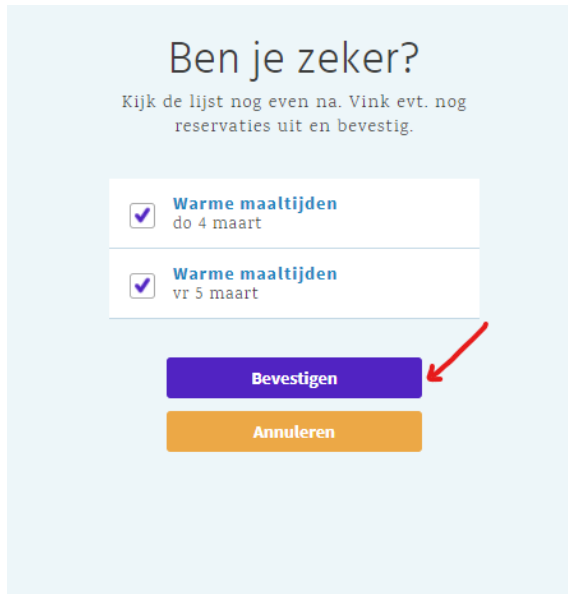 Ben je zeker?
Kijk de lijst nog even na. Vink evt. nog
reservaties uit en bevestig.
Warme maaltijden
do 4 maart
Warme maaltijden
vr 5 maart
Bevestigen
Annuleren